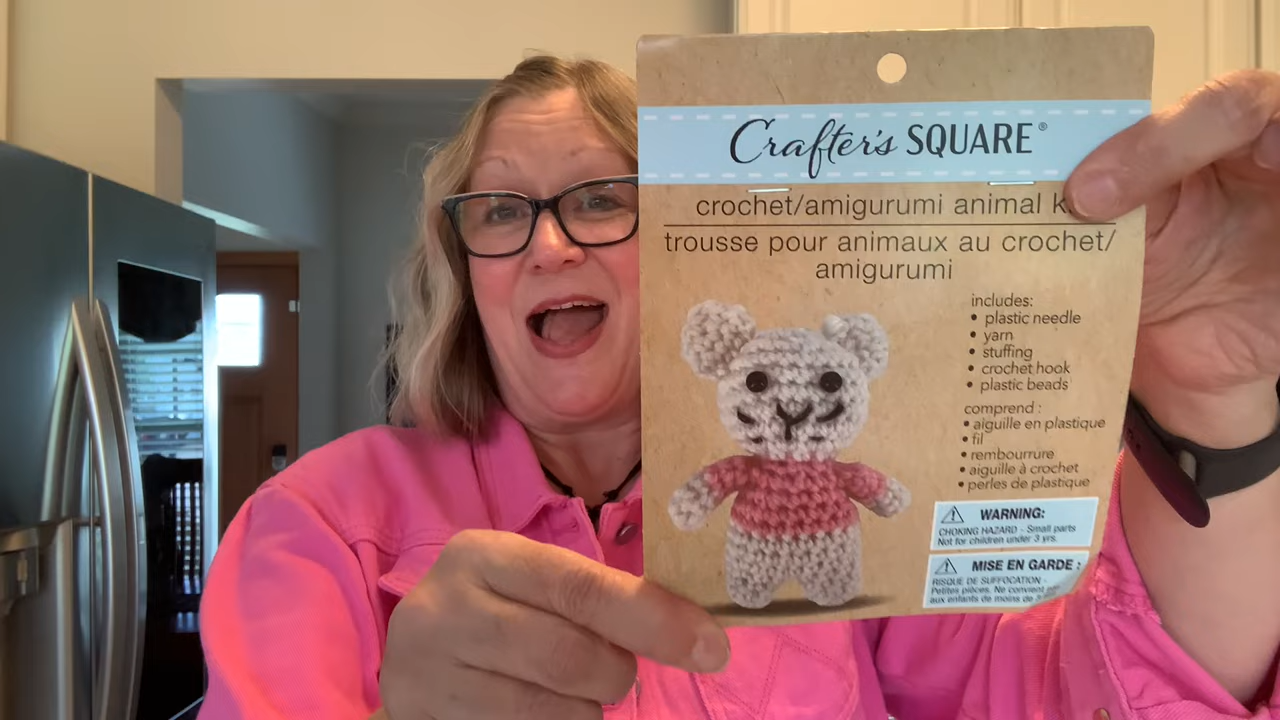 Crafter's SQUARE®
crochet/amigurumi animal
trousse pour animaux au crochet/
amigurumi
includes:
• plastic needle
• yarn
• stuffing
• crochet hook
• plastic beads
comprend :
• aiguille en plastique
• fil
• rembourrure
• aiguille à crochet
• perles de plastique
WARNING:
CHOKING HAZARD - Small parts
Not for children under 3 yrs.
MISE EN GARDE :
RISQUE DE SUFFOCATION -
Petites pièces. Ne convient
aux enfants de moins de